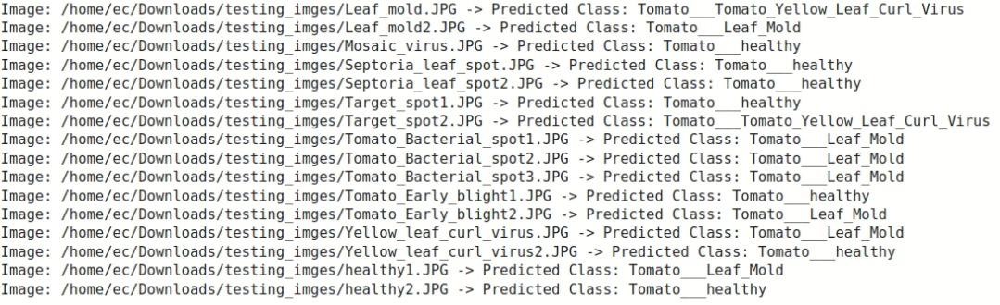 Image: /home/ec/Downloads/testing_imges/Leaf_mold.JPG -> Predicted Class: Tomato___Tomato_Yellow_Leaf_Curl_Virus
Image: /home/ec/Downloads/testing_imges/Leaf_mold2.JPG -> Predicted Class: Tomato___Leaf_Mold
Image: /home/ec/Downloads/testing_imges/Mosaic_virus.JPG -> Predicted Class: Tomato___healthy
Image: /home/ec/Downloads/testing_imges/Septoria_leaf_spot.JPG -> Predicted Class: Tomato___healthy
Image: /home/ec/Downloads/testing_imges/Septoria_leaf_spot2.JPG -> Predicted Class: Tomato___healthy
Image: /home/ec/Downloads/testing_imges/Target_spot1.JPG -> Predicted Class: Tomato___healthy
Image: /home/ec/Downloads/testing_imges/Target_spot2.JPG -> Predicted Class: Tomato___Tomato_Yellow_Leaf_Curl_Virus
Image: /home/ec/Downloads/testing_imges/Tomato_Bacterial_spot1.JPG -> Predicted Class: Tomato___Leaf_Mold
Image: /home/ec/Downloads/testing_imges/Tomato_Bacterial_spot2.JPG -> Predicted Class: Tomato___Leaf_Mold
Image: /home/ec/Downloads/testing_imges/Tomato_Bacterial_spot3.JPG -> Predicted Class: Tomato___Leaf_Mold
Image: /home/ec/Downloads/testing_imges/Tomato_Early_blight1.JPG -> Predicted Class: Tomato___healthy
Image: /home/ec/Downloads/testing_imges/Tomato_Early_blight2.JPG -> Predicted Class: Tomato___Leaf_Mold
Image: /home/ec/Downloads/testing_imges/Yellow_leaf_curl_virus.JPG -> Predicted Class: Tomato___Leaf_Mold
Image: /home/ec/Downloads/testing_imges/Yellow_leaf_curl_virus2.JPG -> Predicted Class: Tomato___healthy
Image: /home/ec/Downloads/testing_imges/healthy1.JPG -> Predicted Class: Tomato___Leaf_Mold
Image: /home/ec/Downloads/testing_imges/healthy2.JPG -> Predicted Class: Tomato___healthy